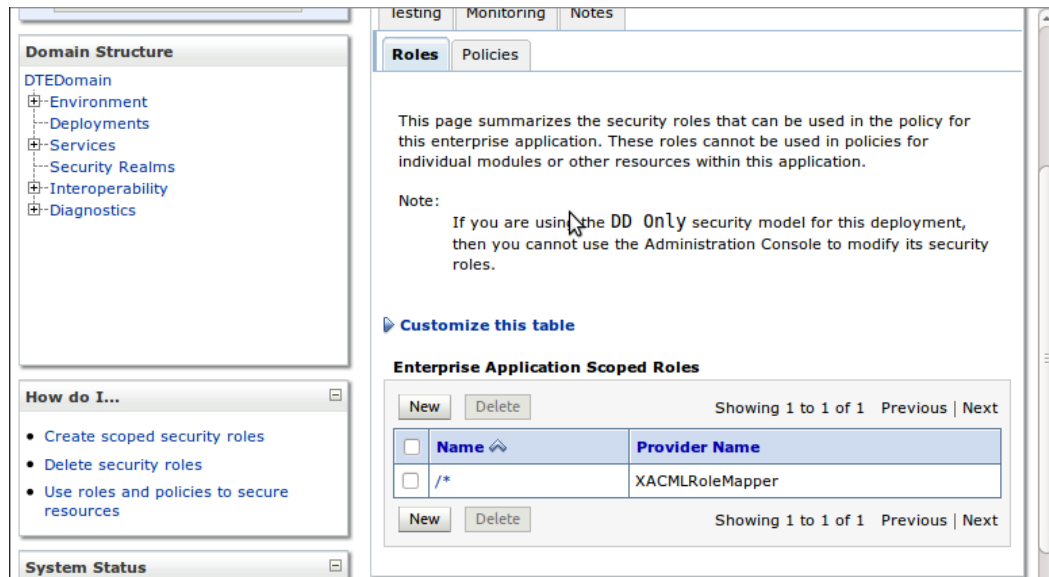 Domain Structure
DTEDomain
Environment
Deployments
Services
Security Realms
Interoperability
Diagnostics
How do I...
Create scoped security roles
Delete security roles
Use roles and policies to secure
resources
System Status
Testing Monitoring Notes
Roles Policies
This page summarizes the security roles that can be used in the policy for
this enterprise application. These roles cannot be used in policies for
individual modules or other resources within this application.
Note:
If you are using the DD Only security model for this deployment,
then you cannot use the Administration Console to modify its security
roles.
Customize this table
Enterprise Application Scoped Roles
New Delete Showing 1 to 1 of 1 Previous | Next
Name Provider Name
/* XACMLRoleMapper
New Delete Showing 1 to 1 of 1 Previous | Next